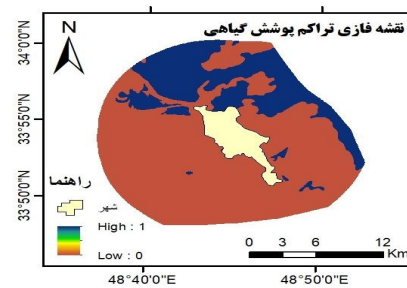 نقشه فازی تراکم پوشش گیاهی
N
34°0'0"N
33°55'0"N
33°50'0"N
راهنما
شهر
High : 1
Low : 0
0 3 6 12
Km
48°40'0"E 48°50'0"E